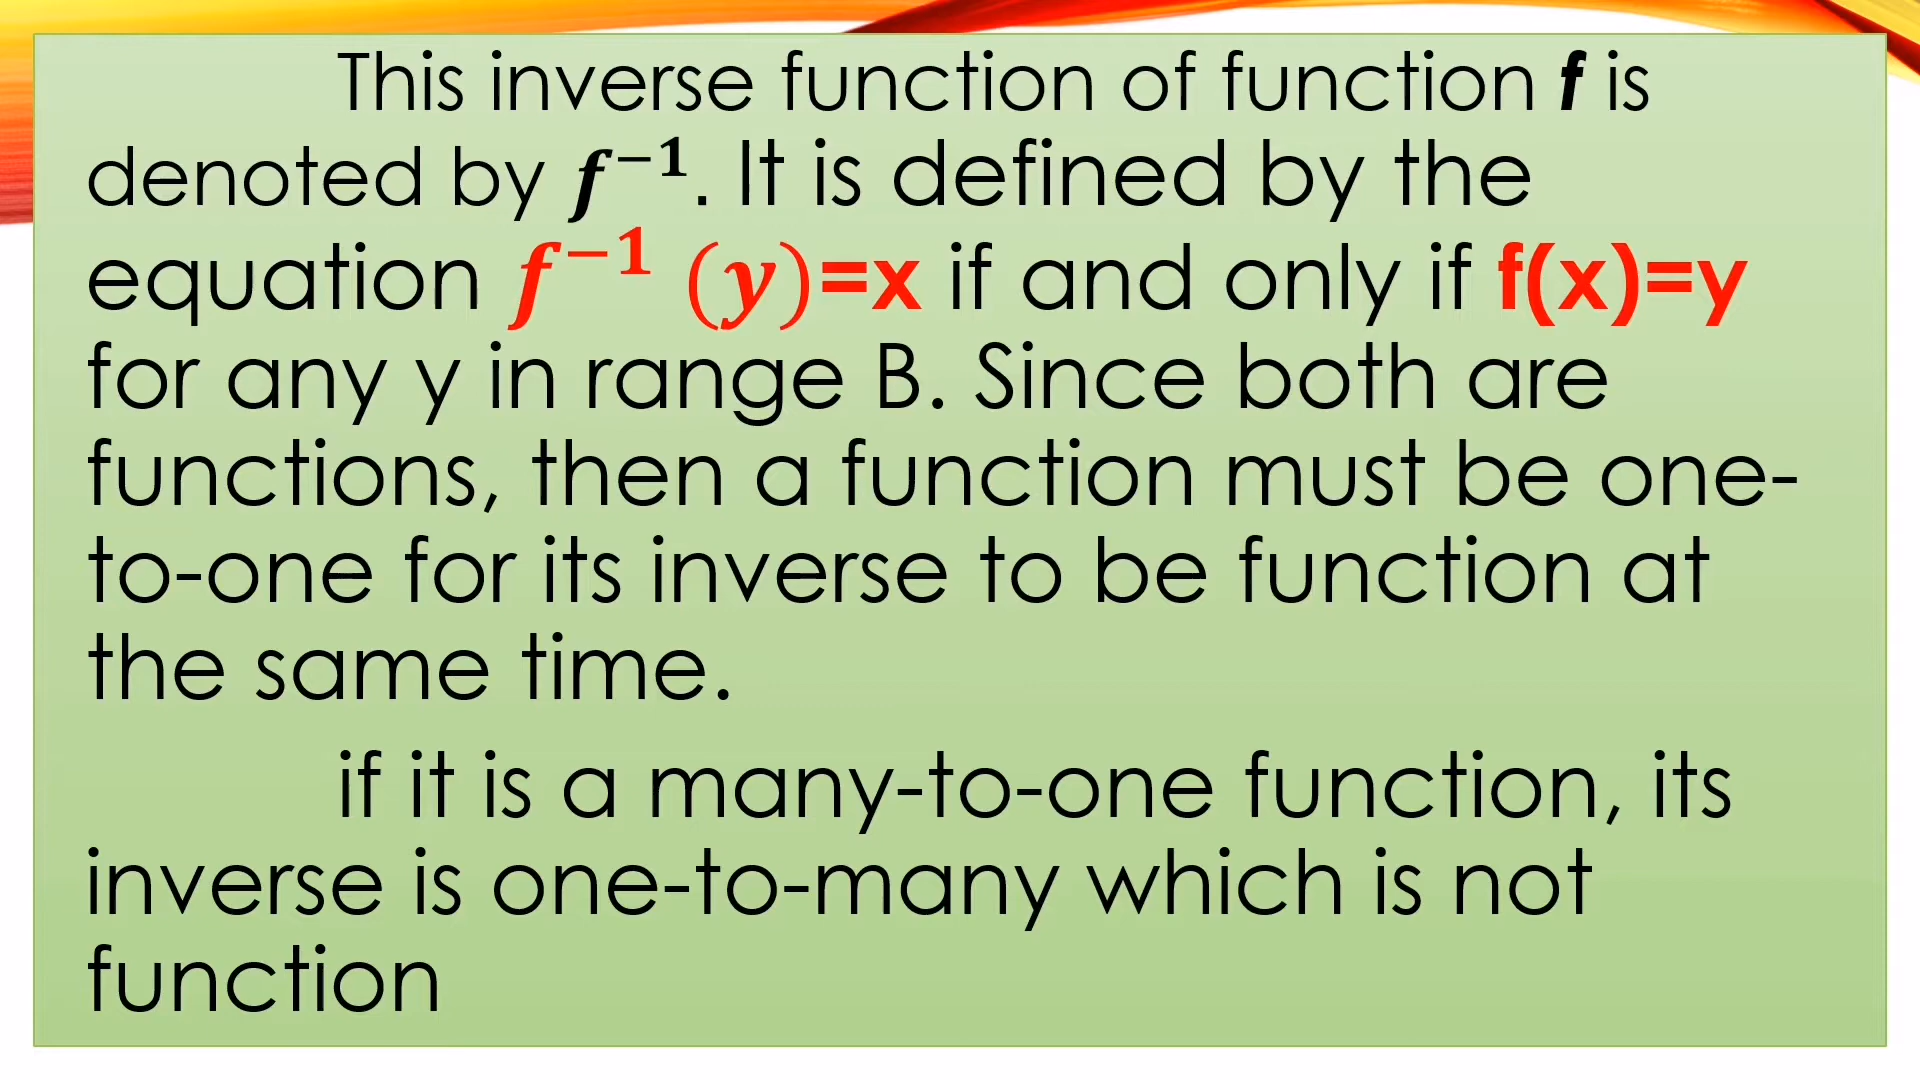 This inverse function of function f is
denoted by f⁻¹. It is defined by the
equation f⁻¹ (y)=x if and only if f(x)=y
for any y in range B. Since both are
functions, then a function must be one-
to-one for its inverse to be function at
the same time.
if it is a many-to-one function, its
inverse is one-to-many which is not
function